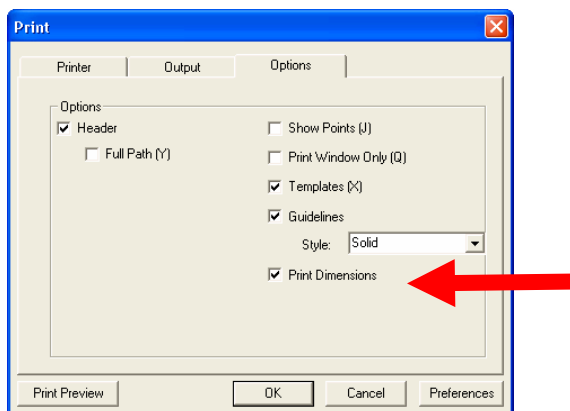 Print
Printer Output Options
Options
Header
Full Path (Y)
Show Points (J)
Print Window Only (Q)
Templates (X)
Guidelines
Style: Solid
Print Dimensions
Print Preview OK Cancel Preferences